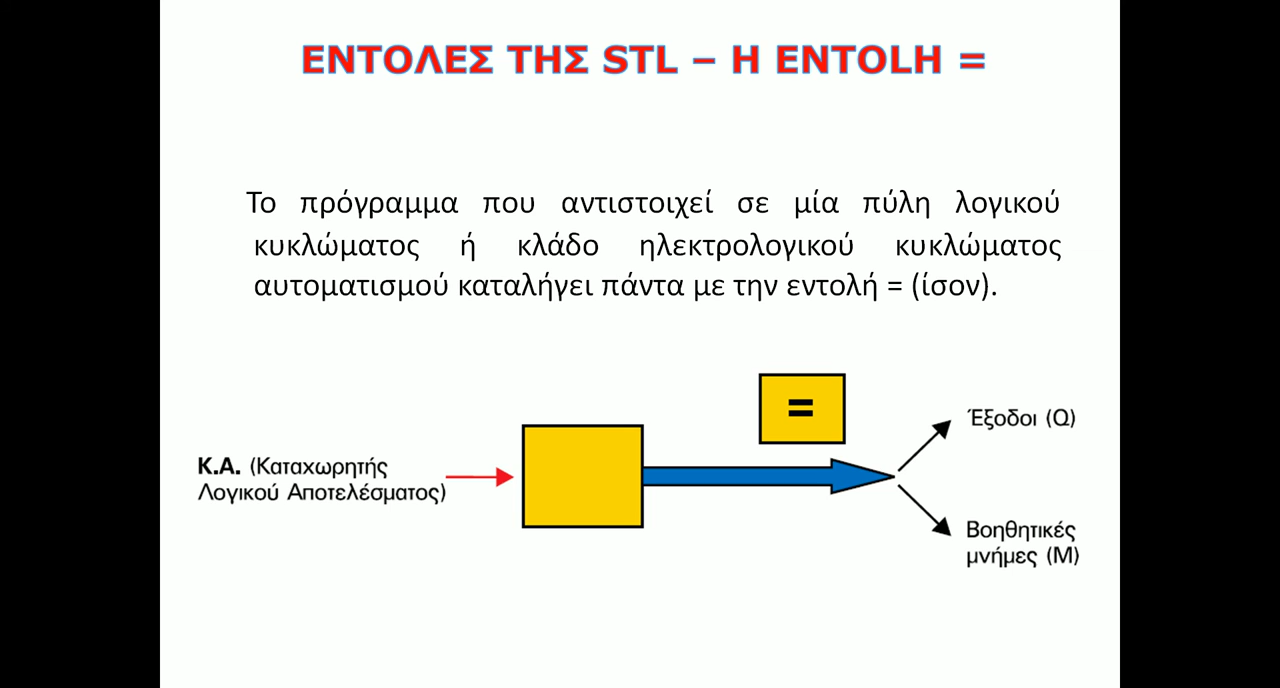 ΕΝΤΟΛΕΣ ΤΗΣ STL – Η ΕΝΤΟLΗ =
Το πρόγραμμα που αντιστοιχεί σε μία πύλη λογικού
κυκλώματος ή κλάδο ηλεκτρολογικού κυκλώματος
αυτοματισμού καταλήγει πάντα με την εντολή = (ίσον).
=
Έξοδοι (Q)
Κ.Α. (Καταχωρητής
Λογικού Αποτελέσματος)
Βοηθητικές
μνήμες (Μ)